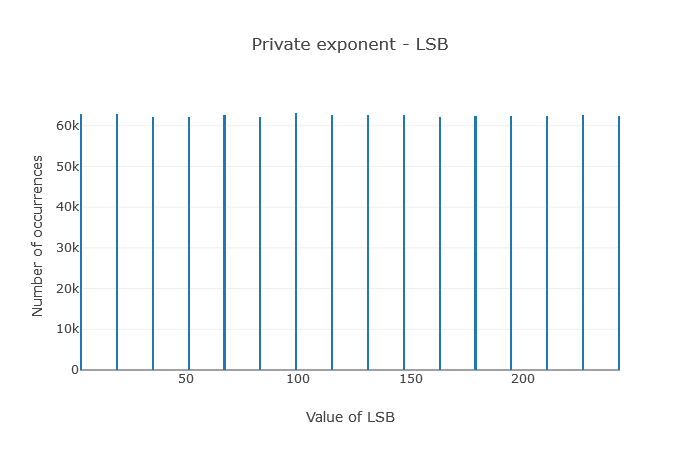 Private exponent - LSB
Number of occurrences
60k
50k
40k
30k
20k
10k
0
50
100
150
200
Value of LSB